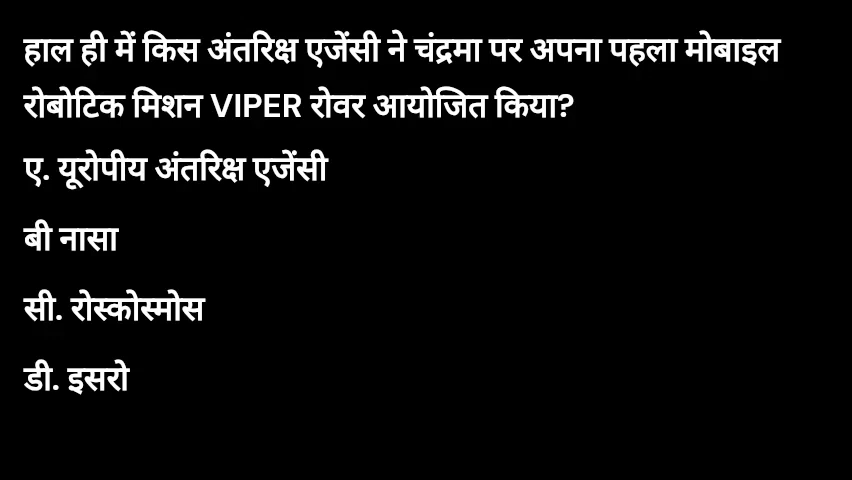 हाल ही में किस अंतरिक्ष एजेंसी ने चंद्रमा पर अपना पहला मोबाइल
रोबोटिक मिशन VIPER रोवर आयोजित किया?
ए. यूरोपीय अंतरिक्ष एजेंसी
बी नासा
सी. रोस्कोस्मोस
डी. इसरो